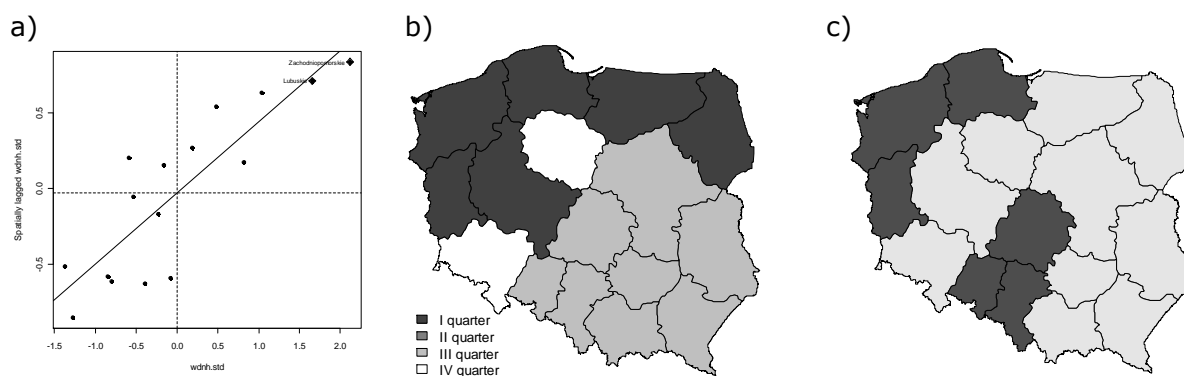 a)
b)
c)
Zachodniopomorskie
Lubuskie
Spatially lagged wdnh.std
0.5
0.0
-0.5
-1.5
-1.0
-0.5
0.0
0.5
1.0
1.5
2.0
wdnh.std
I quarter
II quarter
III quarter
IV quarter